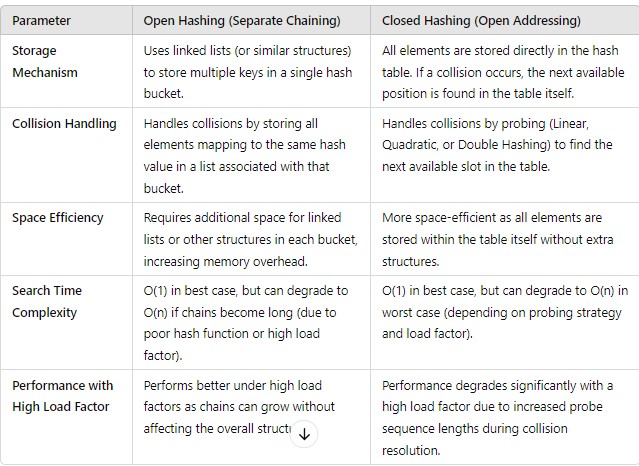 Parameter
Open Hashing (Separate Chaining)
Closed Hashing (Open Addressing)
Storage
Mechanism
Uses linked lists (or similar structures)
to store multiple keys in a single hash
bucket.
All elements are stored directly in the hash
table. If a collision occurs, the next available
position is found in the table itself.
Collision Handling
Handles collisions by storing all
elements mapping to the same hash
value in a list associated with that
bucket.
Handles collisions by probing (Linear,
Quadratic, or Double Hashing) to find the
next available slot in the table.
Space Efficiency
Requires additional space for linked
lists or other structures in each bucket,
increasing memory overhead.
More space-efficient as all elements are
stored within the table itself without extra
structures.
Search Time
Complexity
O(1) in best case, but can degrade to
O(n) if chains become long (due to
poor hash function or high load
factor).
O(1) in best case, but can degrade to O(n) in
worst case (depending on probing strategy
and load factor).
Performance with
High Load Factor
Performs better under high load
factors as chains can grow without
affecting the overall
Performance degrades significantly with a
high load factor due to increased probe
sequence lengths during collision
resolution.